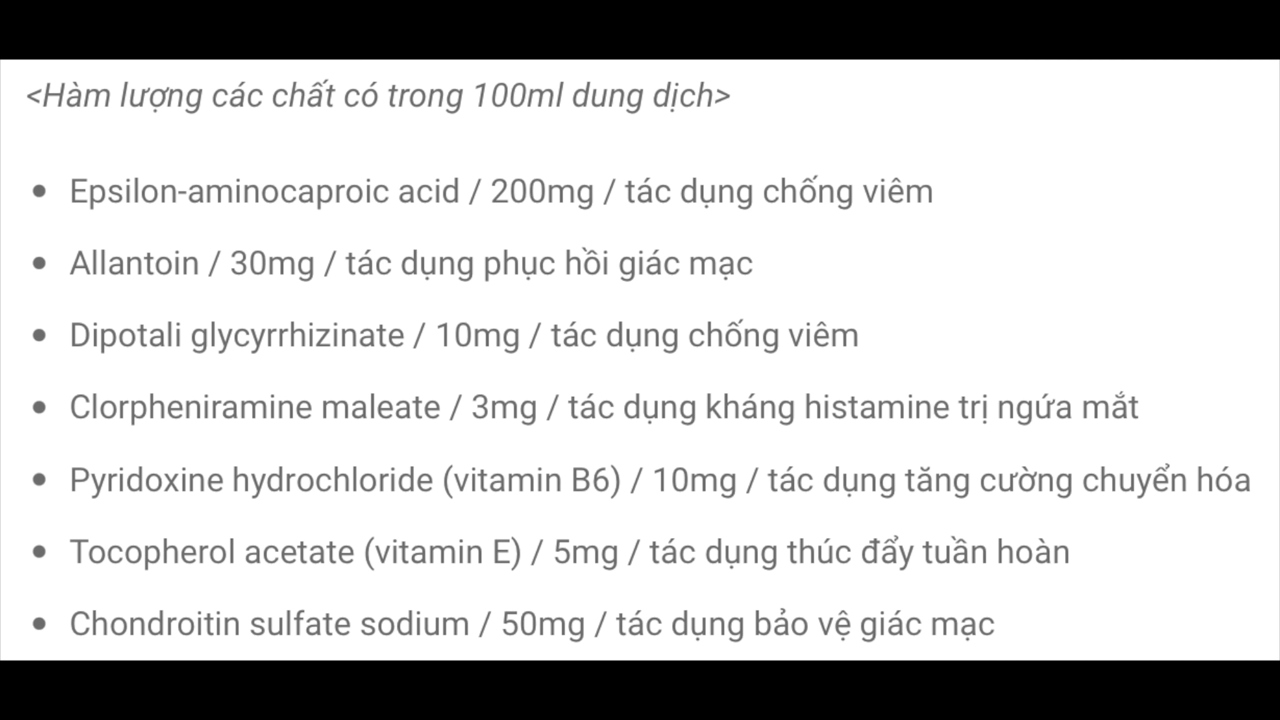 <Hàm lượng các chất có trong 100ml dung dịch>
• Epsilon-aminocaproic acid / 200mg / tác dụng chống viêm
• Allantoin / 30mg / tác dụng phục hồi giác mạc
• Dipotali glycyrrhizinate / 10mg / tác dụng chống viêm
• Clorpheniramine maleate / 3mg / tác dụng kháng histamine trị ngứa mắt
• Pyridoxine hydrochloride (vitamin B6) / 10mg / tác dụng tăng cường chuyển hóa
• Tocopherol acetate (vitamin E) / 5mg / tác dụng thúc đẩy tuần hoàn
• Chondroitin sulfate sodium / 50mg / tác dụng bảo vệ giác mạc